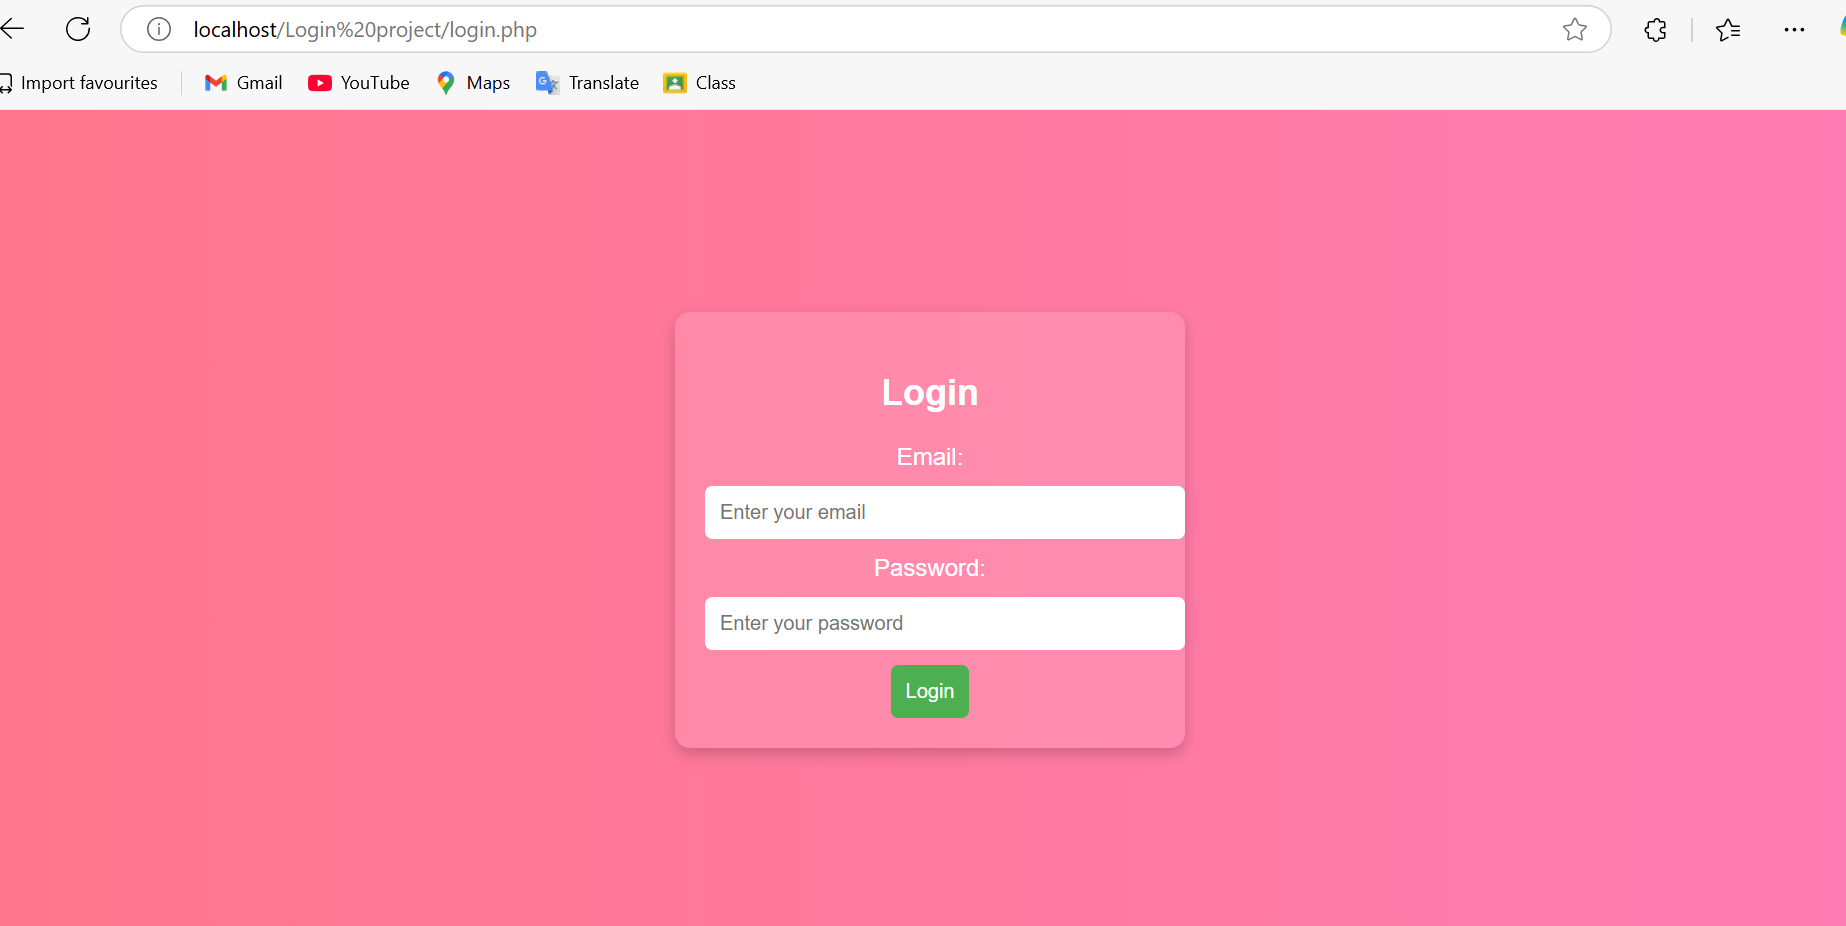 localhost/Login%20project/login.php
Import favourites Gmail YouTube Maps Translate Class
Login
Email:
Enter your email
Password:
Enter your password
Login